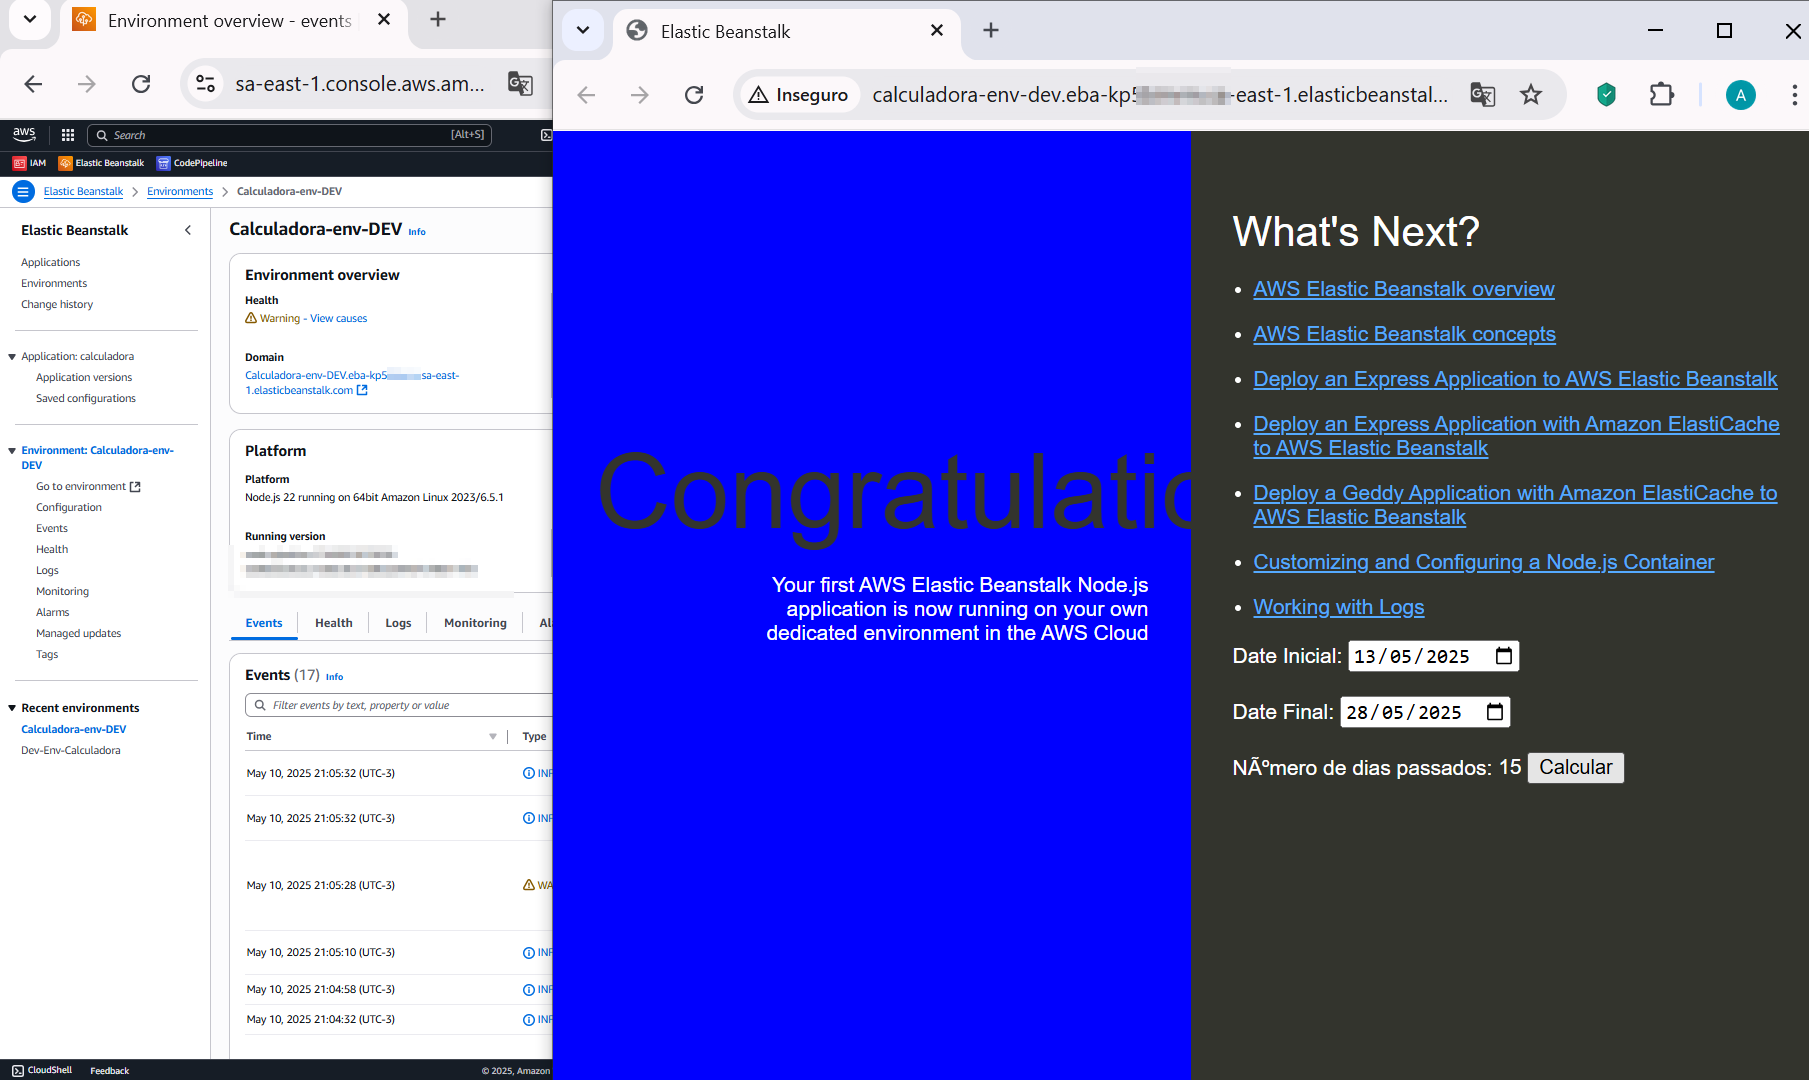 Environment overview - events
sa-east-1.console.aws.am...
aws
Search
[Alt+S]
IAM
Elastic Beanstalk
CodePipeline
Elastic Beanstalk
Environments
Calculadora-env-DEV
Elastic Beanstalk
Applications
Environments
Change history
Application: calculadora
Application versions
Saved configurations
Environment: Calculadora-env-
DEV
Go to environment
Configuration
Events
Health
Logs
Monitoring
Alarms
Managed updates
Tags
Recent environments
Calculadora-env-DEV
Dev-Env-Calculadora
Calculadora-env-DEV Info
Environment overview
Health
Warning - View causes
Domain
Calculadora-env-DEV.eba-kp5 sa-east-
1.elasticbeanstalk.com
Platform
Platform
Node.js 22 running on 64bit Amazon Linux 2023/6.5.1
Running version
Events
Health
Logs
Monitoring
Al
Events (17) Info
Filter events by text, property or value
Time
Type
May 10, 2025 21:05:32 (UTC-3)
INF
May 10, 2025 21:05:32 (UTC-3)
INF
May 10, 2025 21:05:28 (UTC-3)
WA
May 10, 2025 21:05:10 (UTC-3)
INF
May 10, 2025 21:04:58 (UTC-3)
INF
May 10, 2025 21:04:32 (UTC-3)
INF
CloudShell
Feedback
© 2025, Amazon
Elastic Beanstalk
Inseguro
calculadora-env-dev.eba-kp5 -east-1.elasticbeanstal...
A
Congratulatio
Your first AWS Elastic Beanstalk Node.js
application is now running on your own
dedicated environment in the AWS Cloud
What's Next?
AWS Elastic Beanstalk overview
AWS Elastic Beanstalk concepts
Deploy an Express Application to AWS Elastic Beanstalk
Deploy an Express Application with Amazon ElastiCache
to AWS Elastic Beanstalk
Deploy a Geddy Application with Amazon ElastiCache to
AWS Elastic Beanstalk
Customizing and Configuring a Node.js Container
Working with Logs
Date Inicial: 13/05/2025
Date Final: 28/05/2025
NÃºmero de dias passados: 15 Calcular